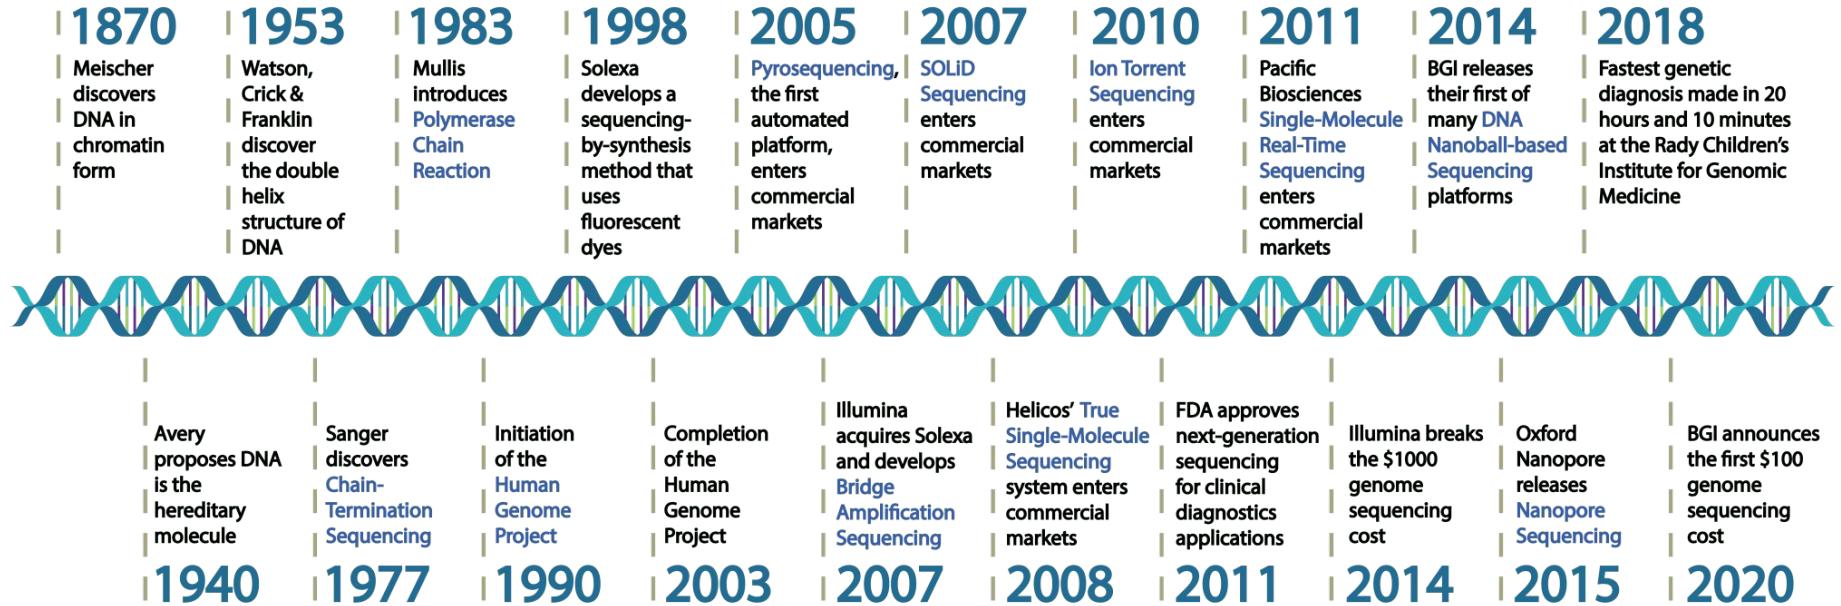 1870
Meischer
discovers
DNA in
chromatin
form
1953
Watson,
Crick &
Franklin
discover
the double
helix
structure of
DNA
1983
Mullis
introduces
Polymerase
Chain
Reaction
1998
Solexa
develops a
sequencing-
by-synthesis
method that
uses
fluorescent
dyes
2005
Pyrosequencing,
the first
automated
platform,
enters
commercial
markets
2007
SOLiD
Sequencing
enters
commercial
markets
2010
Ion Torrent
Sequencing
enters
commercial
markets
2011
Pacific
Biosciences
Single-Molecule
Real-Time
Sequencing
enters
commercial
markets
2014
BGI releases
their first of
many DNA
Nanoball-based
Sequencing
platforms
2018
Fastest genetic
diagnosis made in 20
hours and 10 minutes
at the Rady Children's
Institute for Genomic
Medicine
Avery
proposes DNA
is the
hereditary
molecule
1940
Sanger
discovers
Chain-
Termination
Sequencing
1977
Initiation
of the
Human
Genome
Project
1990
Completion
of the
Human
Genome
Project
2003
Illumina
acquires Solexa
and develops
Bridge
Amplification
Sequencing
2007
Helicos' True
Single-Molecule
Sequencing
system enters
commercial
markets
2008
FDA approves
next-generation
sequencing
for clinical
diagnostics
applications
2011
Illumina breaks
the $1000
genome
sequencing
cost
2014
Oxford
Nanopore
releases
Nanopore
Sequencing
2015
BGI announces
the first $100
genome
sequencing
cost
2020